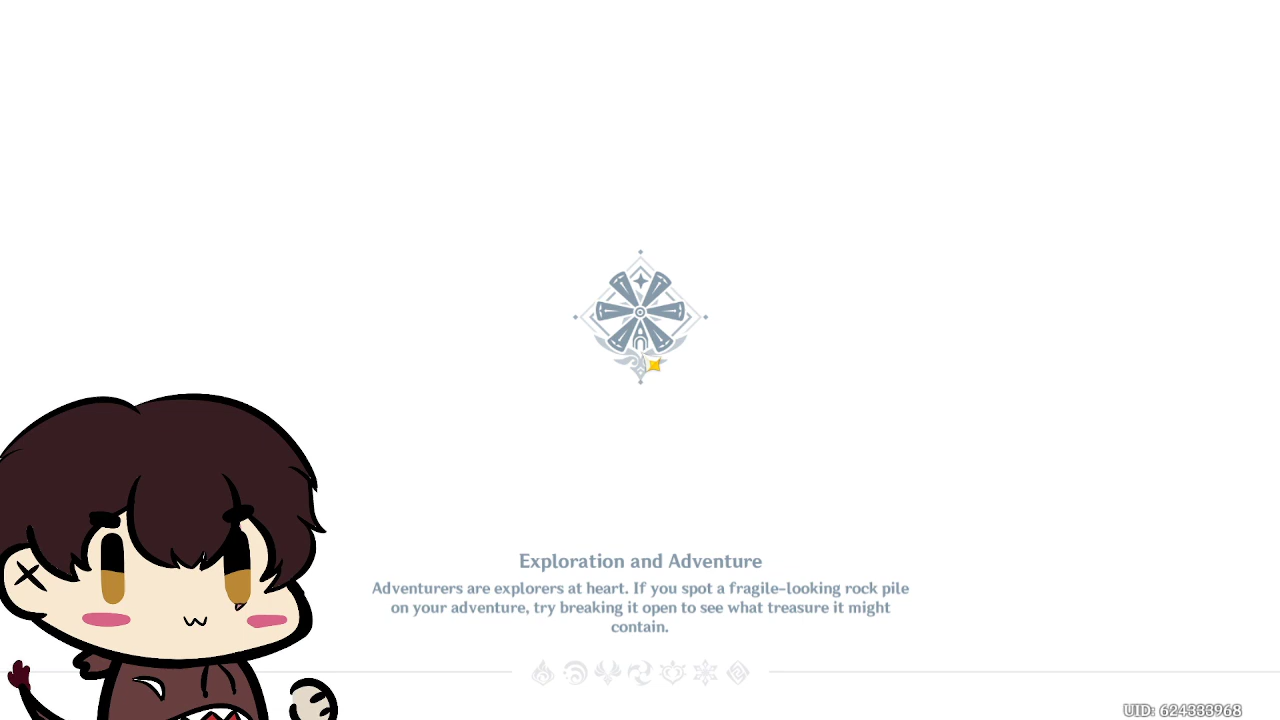 Exploration and Adventure
Adventurers are explorers at heart. If you spot a fragile-looking rock pile
on your adventure, try breaking it open to see what treasure it might
contain.
UID: 624333968